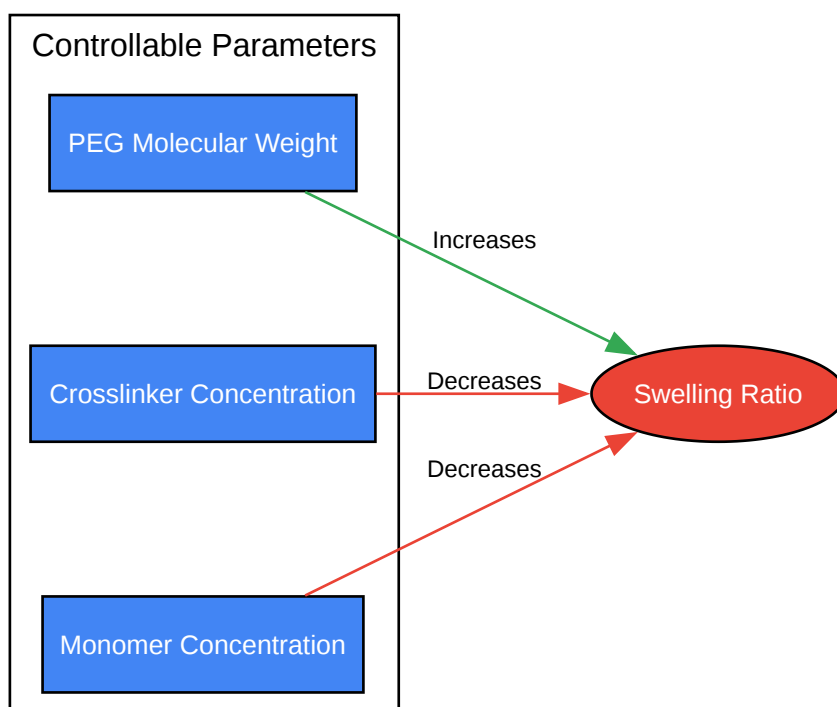 Controllable Parameters
PEG Molecular Weight
Increases
Crosslinker Concentration
Decreases
Swelling Ratio
Decreases
Monomer Concentration